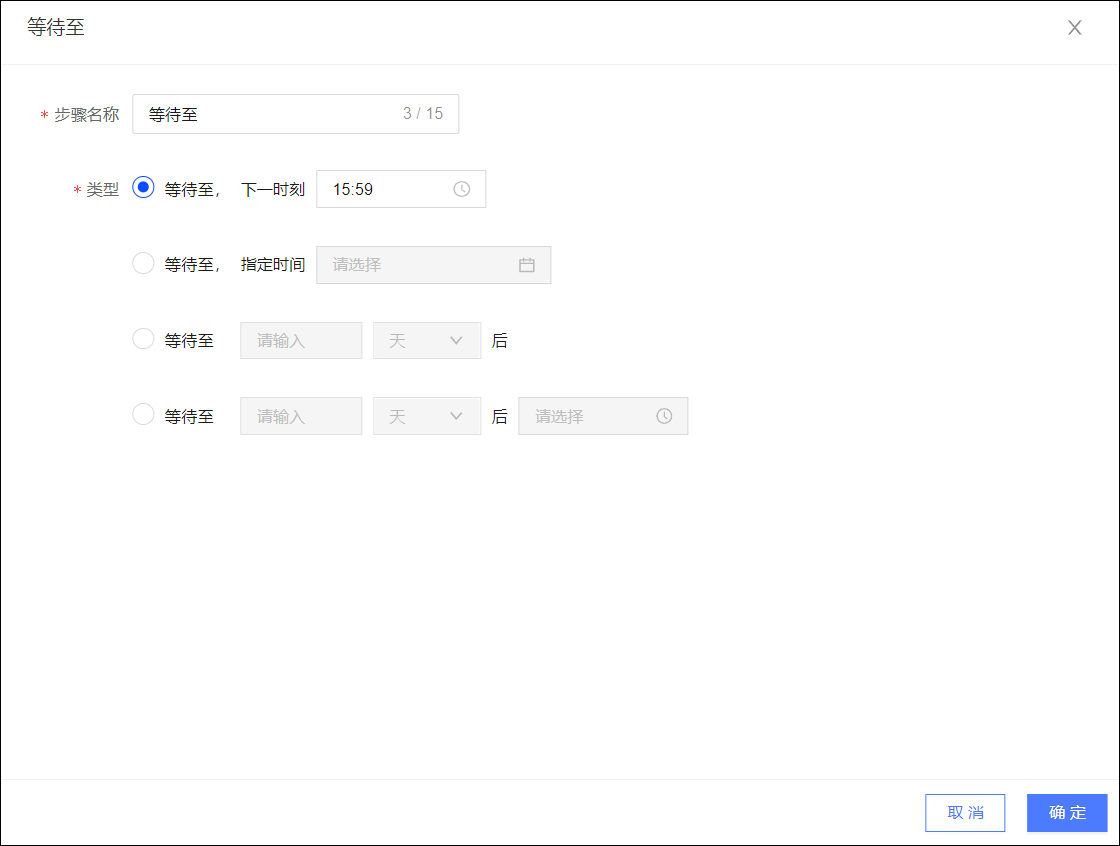 等待至
* 步骤名称 等待至 3 / 15
* 类型 等待至, 下一时刻 15:59
等待至, 指定时间 请选择
等待至 请输入 天 后
等待至 请输入 天 后 请选择
取消 确定